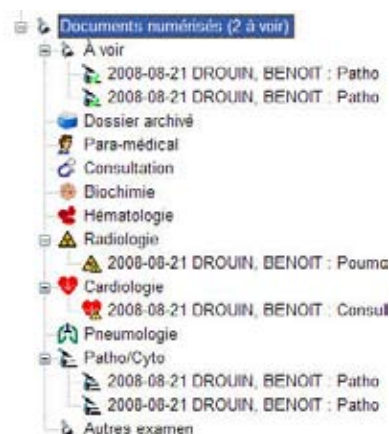 Documents numérisés (2 à voir)
À voir
2008-08-21 DROUIN, BENOIT : Patho
2008-08-21 DROUIN, BENOIT : Patho
Dossier archivé
Para-médical
Consultation
Biochimie
Hématologie
Radiologie
2008-08-21 DROUIN, BENOIT : Poumo
Cardiologie
2008-08-21 DROUIN, BENOIT : Consul
Pneumologie
Patho/Cyto
2008-08-21 DROUIN, BENOIT : Patho
2008-08-21 DROUIN, BENOIT : Patho
Autres examen